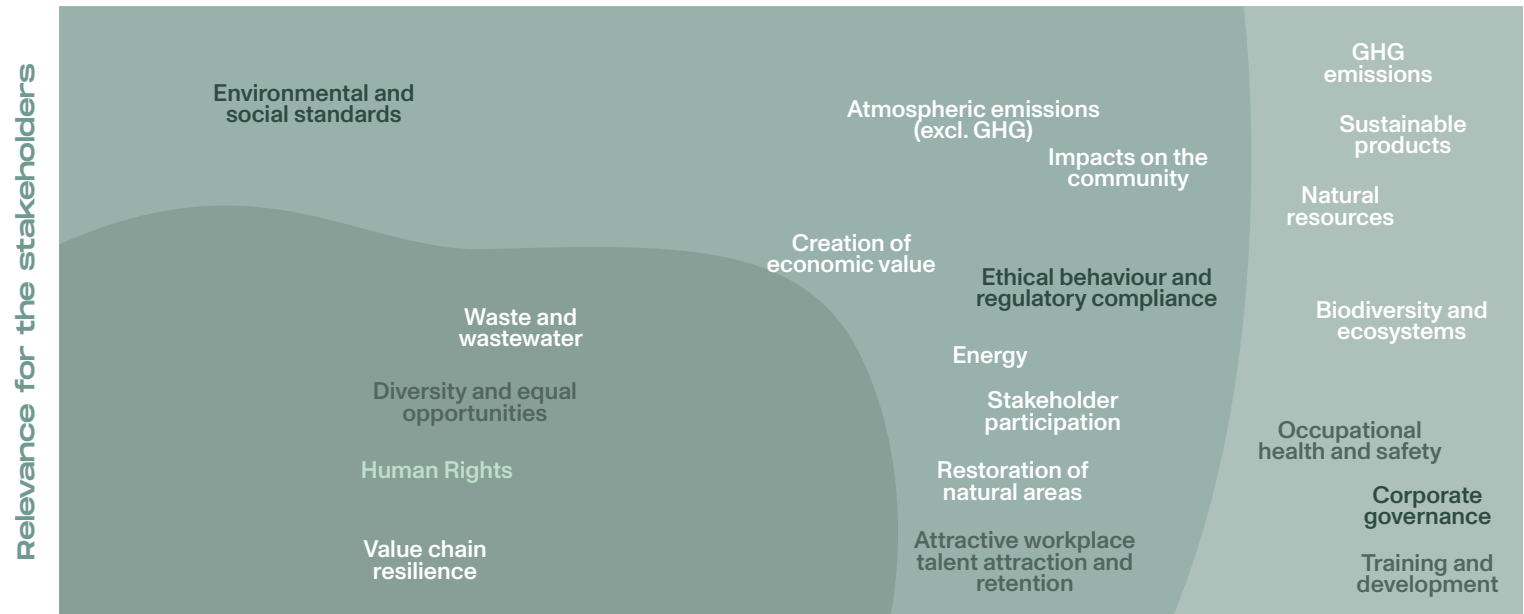 Relevance for the stakeholders
Environmental and
social standards
Atmospheric emissions
(excl. GHG)
Impacts on the
community
Creation of
economic value
Ethical behaviour and
regulatory compliance
Energy
Stakeholder
participation
Restoration of
natural areas
Attractive workplace
talent attraction and
retention
Waste and
wastewater
Diversity and equal
opportunities
Human Rights
Value chain
resilience
GHG
emissions
Sustainable
products
Natural
resources
Biodiversity and
ecosystems
Occupational
health and safety
Corporate
governance
Training and
development